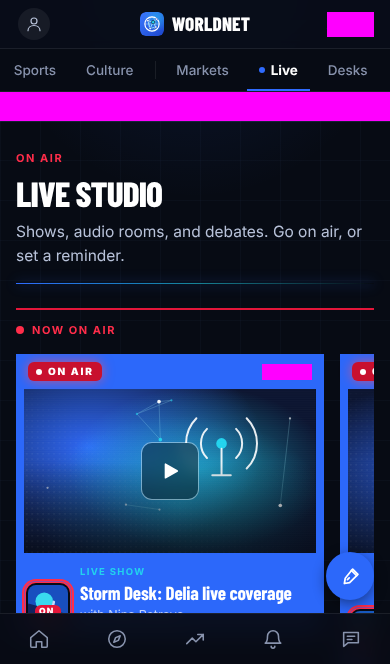 WORLDNET
Sports Culture Markets Live Desks
ON AIR
LIVE STUDIO
Shows, audio rooms, and debates. Go on air, or
set a reminder.
NOW ON AIR
ON AIR
LIVE SHOW
Storm Desk: Delia live coverage
ON